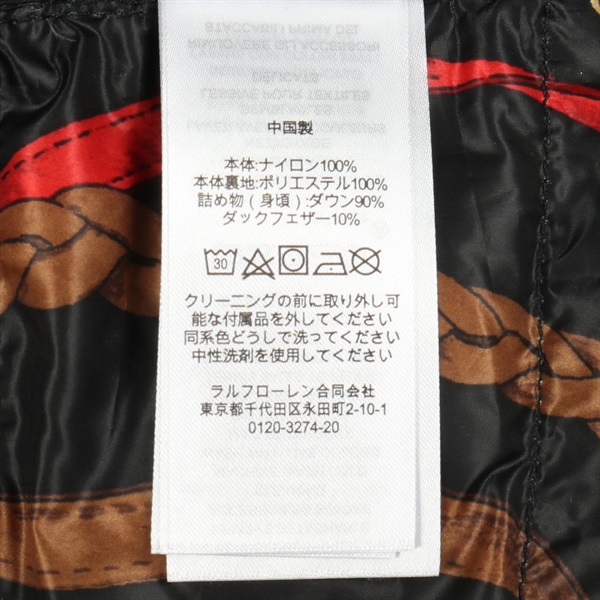 中国製
本体:ナイロン100%
本体裏地:ポリエステル100%
詰め物(身頃):ダウン90%
ダックフェザー10%
30
クリーニングの前に取り外し可
能な付属品を外してください
同系色どうしで洗ってください
中性洗剤を使用してください
ラルフローレン合同会社
東京都千代田区永田町2-10-1
0120-3274-20